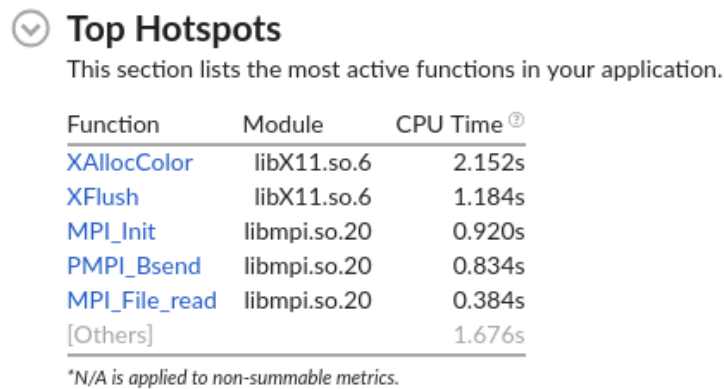 Top Hotspots
This section lists the most active functions in your application.
Function Module CPU Time ?
XAllocColor libX11.so.6 2.152s
XFlush libX11.so.6 1.184s
MPI_Init libmpi.so.20 0.920s
PMPI_Bsend libmpi.so.20 0.834s
MPI_File_read libmpi.so.20 0.384s
[Others] 1.676s
*N/A is applied to non-summable metrics.